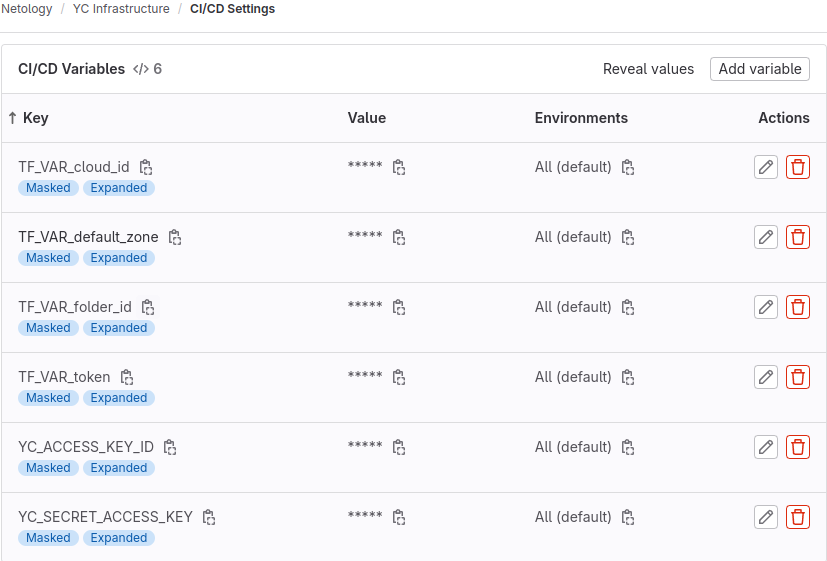 Netology / YC Infrastructure / CI/CD Settings
CI/CD Variables </> 6 Reveal values Add variable
↑ Key Value Environments Actions
TF_VAR_cloud_id ***** All (default)
Masked Expanded
TF_VAR_default_zone ***** All (default)
Masked Expanded
TF_VAR_folder_id ***** All (default)
Masked Expanded
TF_VAR_token ***** All (default)
Masked Expanded
YC_ACCESS_KEY_ID ***** All (default)
Masked Expanded
YC_SECRET_ACCESS_KEY ***** All (default)
Masked Expanded